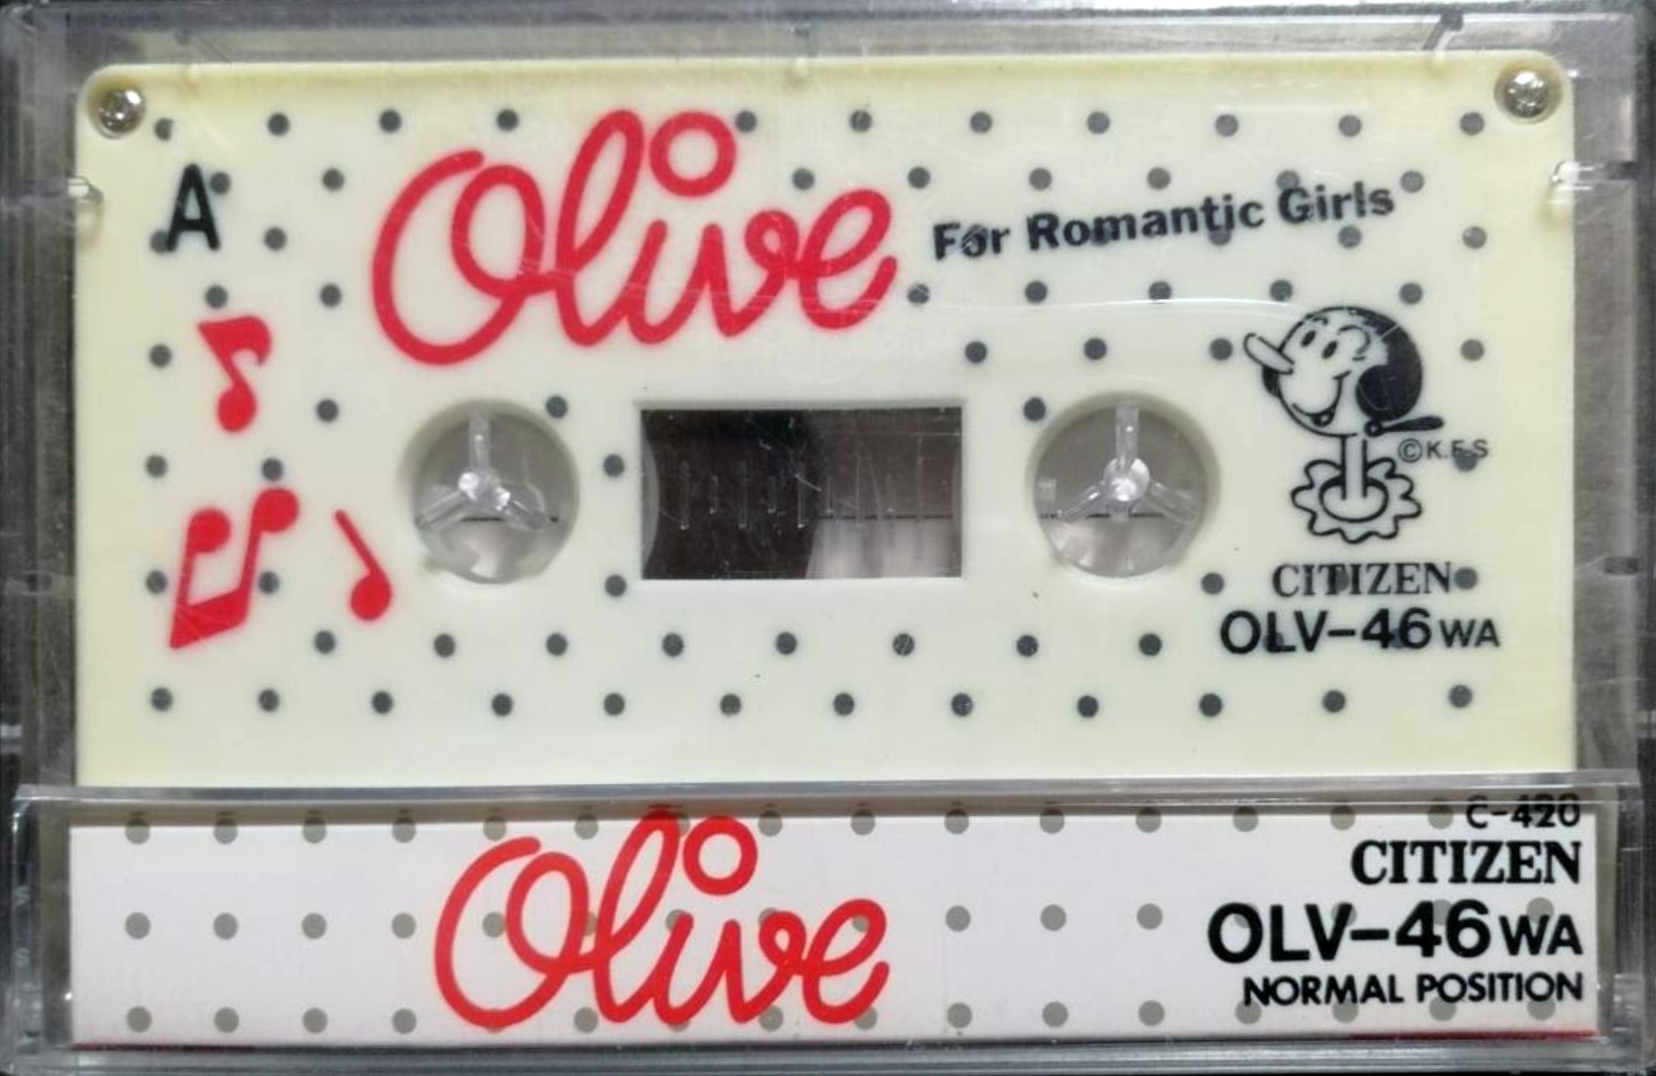 A
Olive
For Romantic Girls
©K.F.S
CITIZEN
OLV-46WA
Olive
C-420
CITIZEN
OLV-46WA
NORMAL POSITION